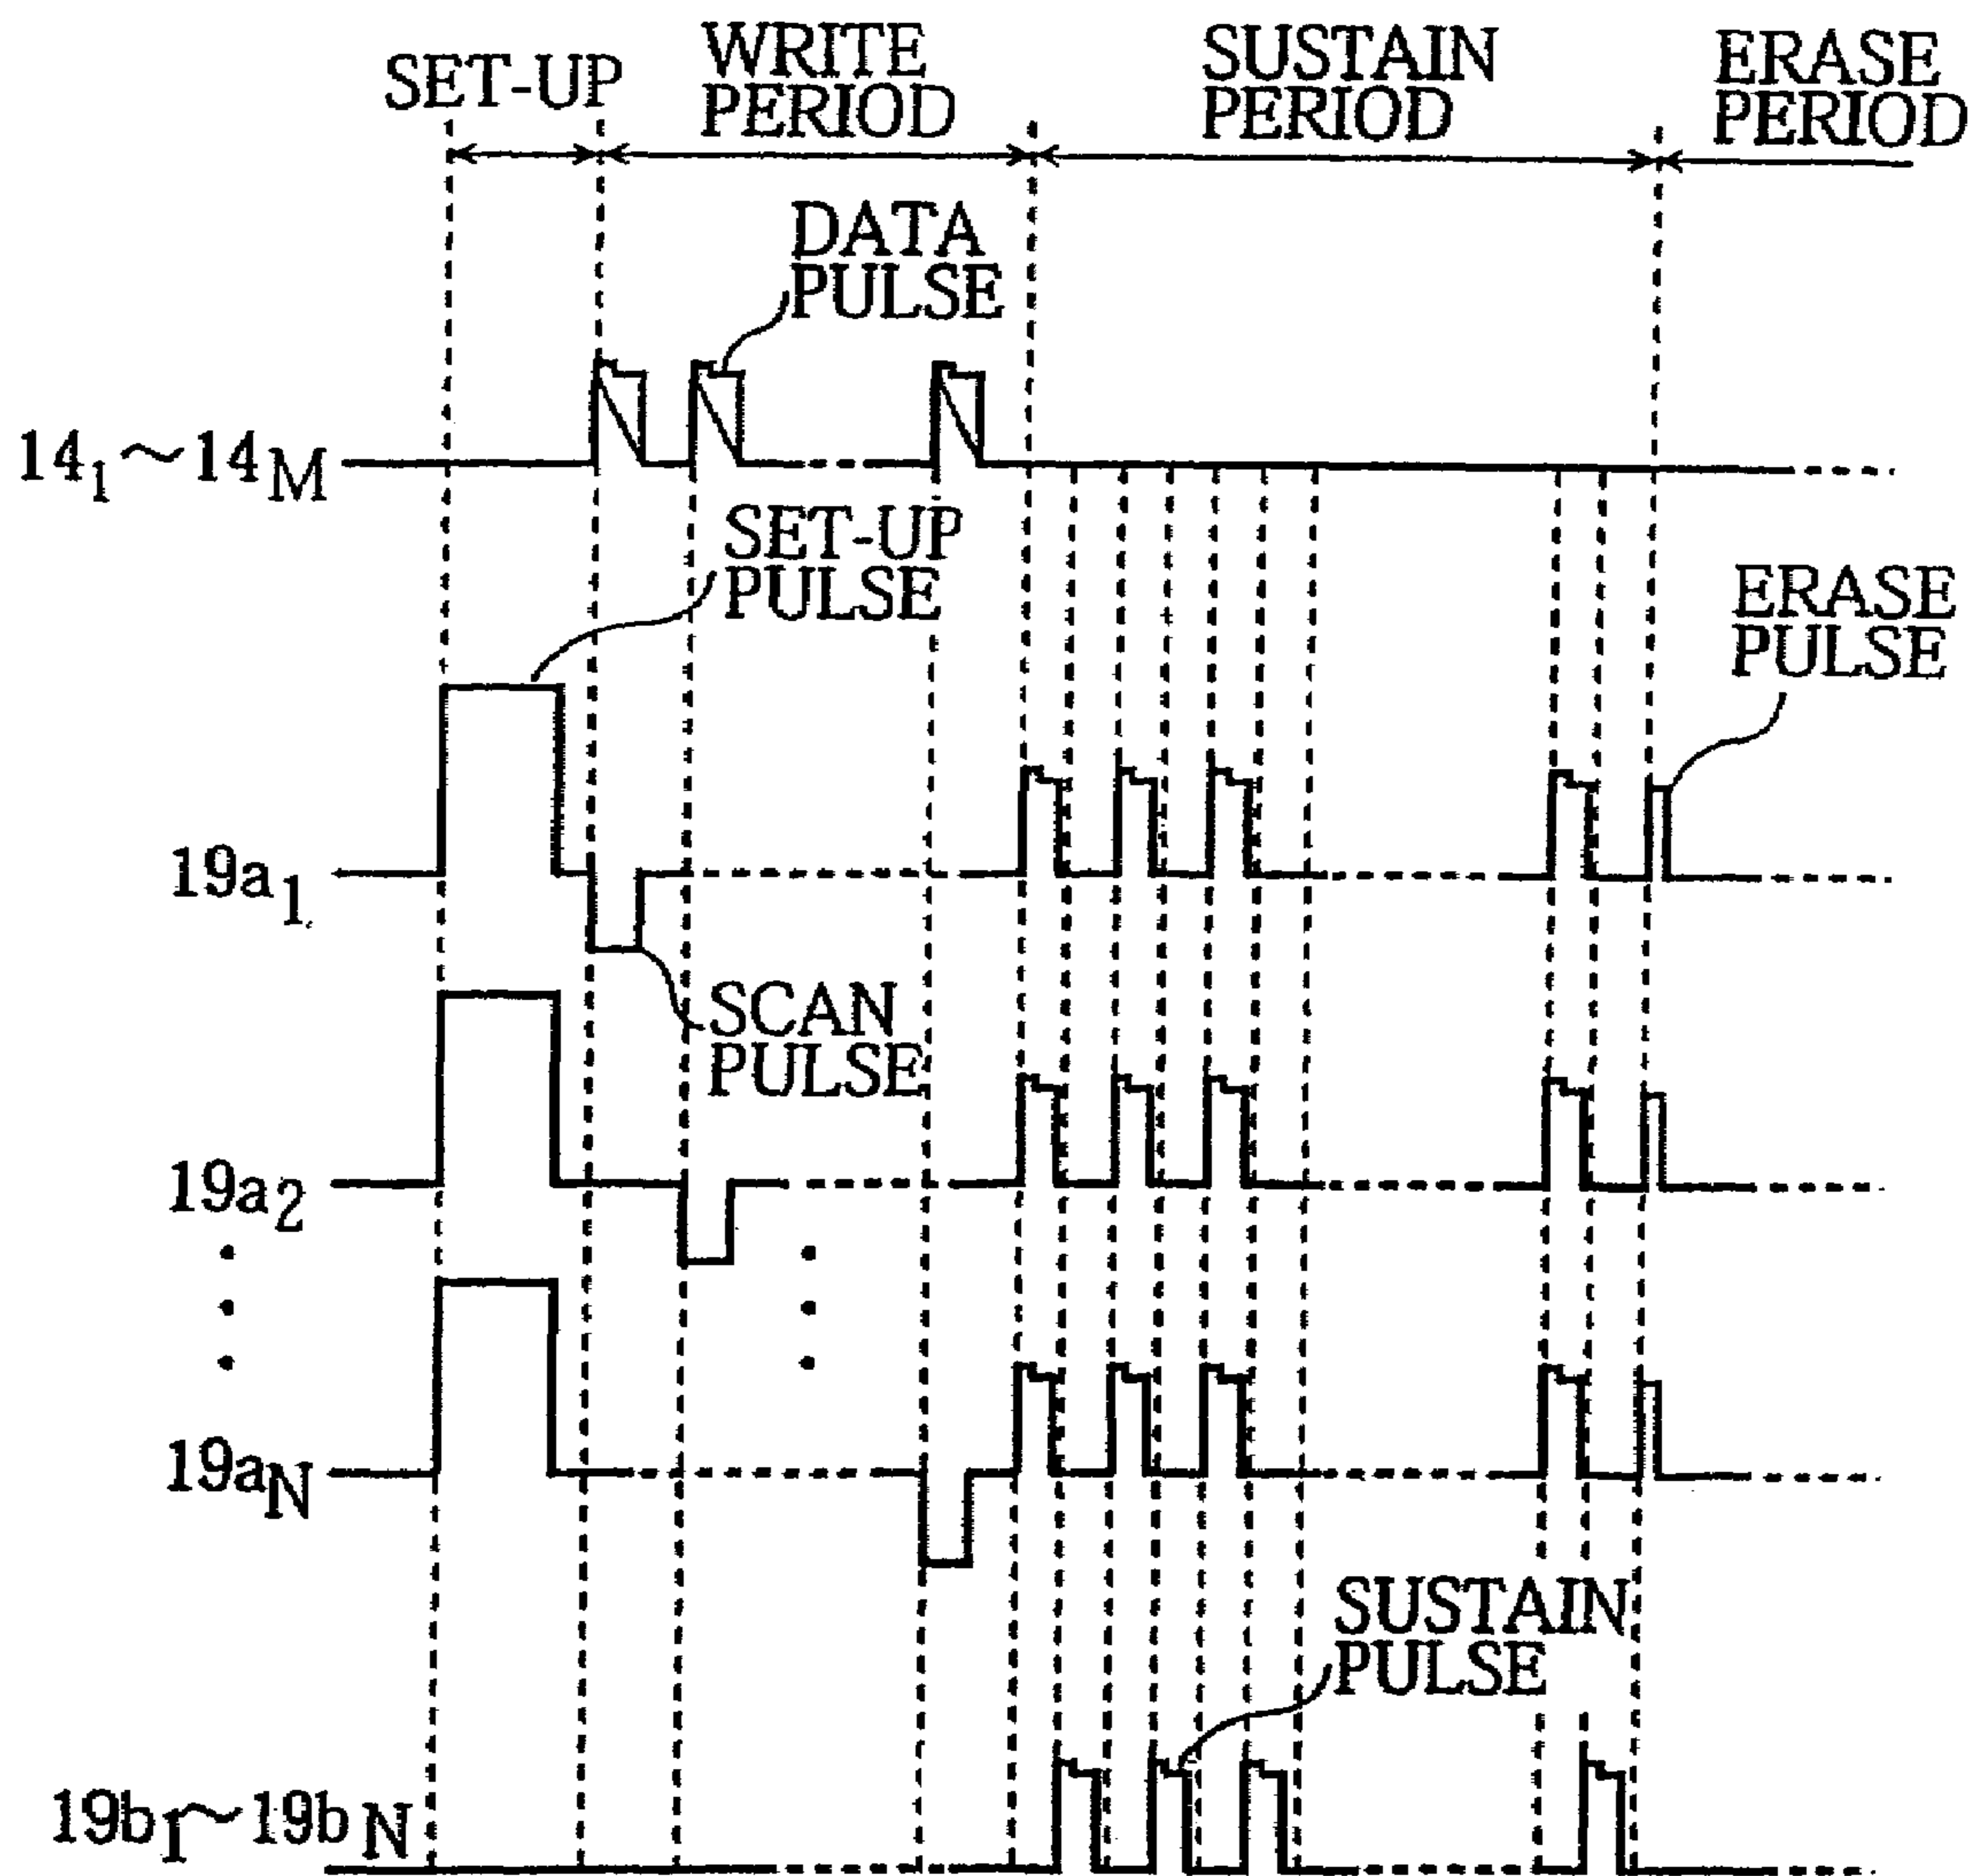 SET-UP
WRITE
PERIOD
SUSTAIN
PERIOD
ERASE
PERIOD
DATA
PULSE
14₁~14M
SET-UP
PULSE
ERASE
PULSE
19a₁
SCAN
PULSE
19a₂
19aN
SUSTAIN
PULSE
19b₁~19bN